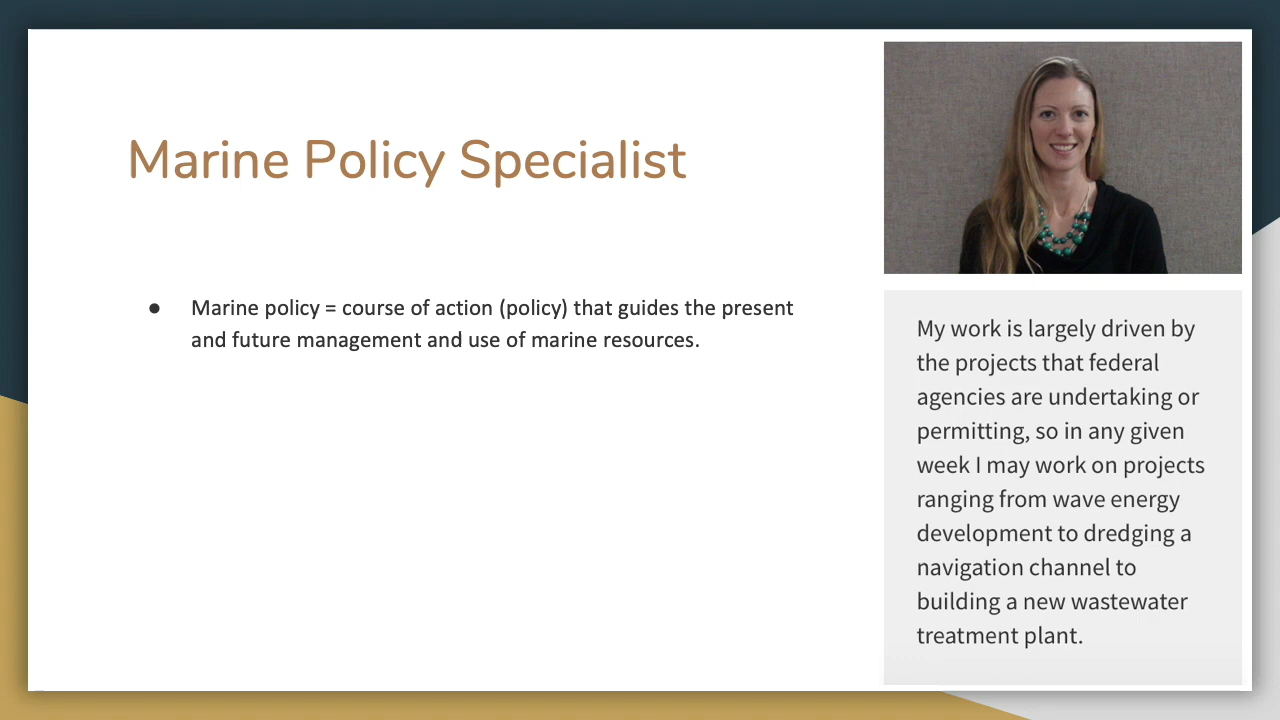 Marine Policy Specialist
● Marine policy = course of action (policy) that guides the present
and future management and use of marine resources.
My work is largely driven by
the projects that federal
agencies are undertaking or
permitting, so in any given
week I may work on projects
ranging from wave energy
development to dredging a
navigation channel to
building a new wastewater
treatment plant.